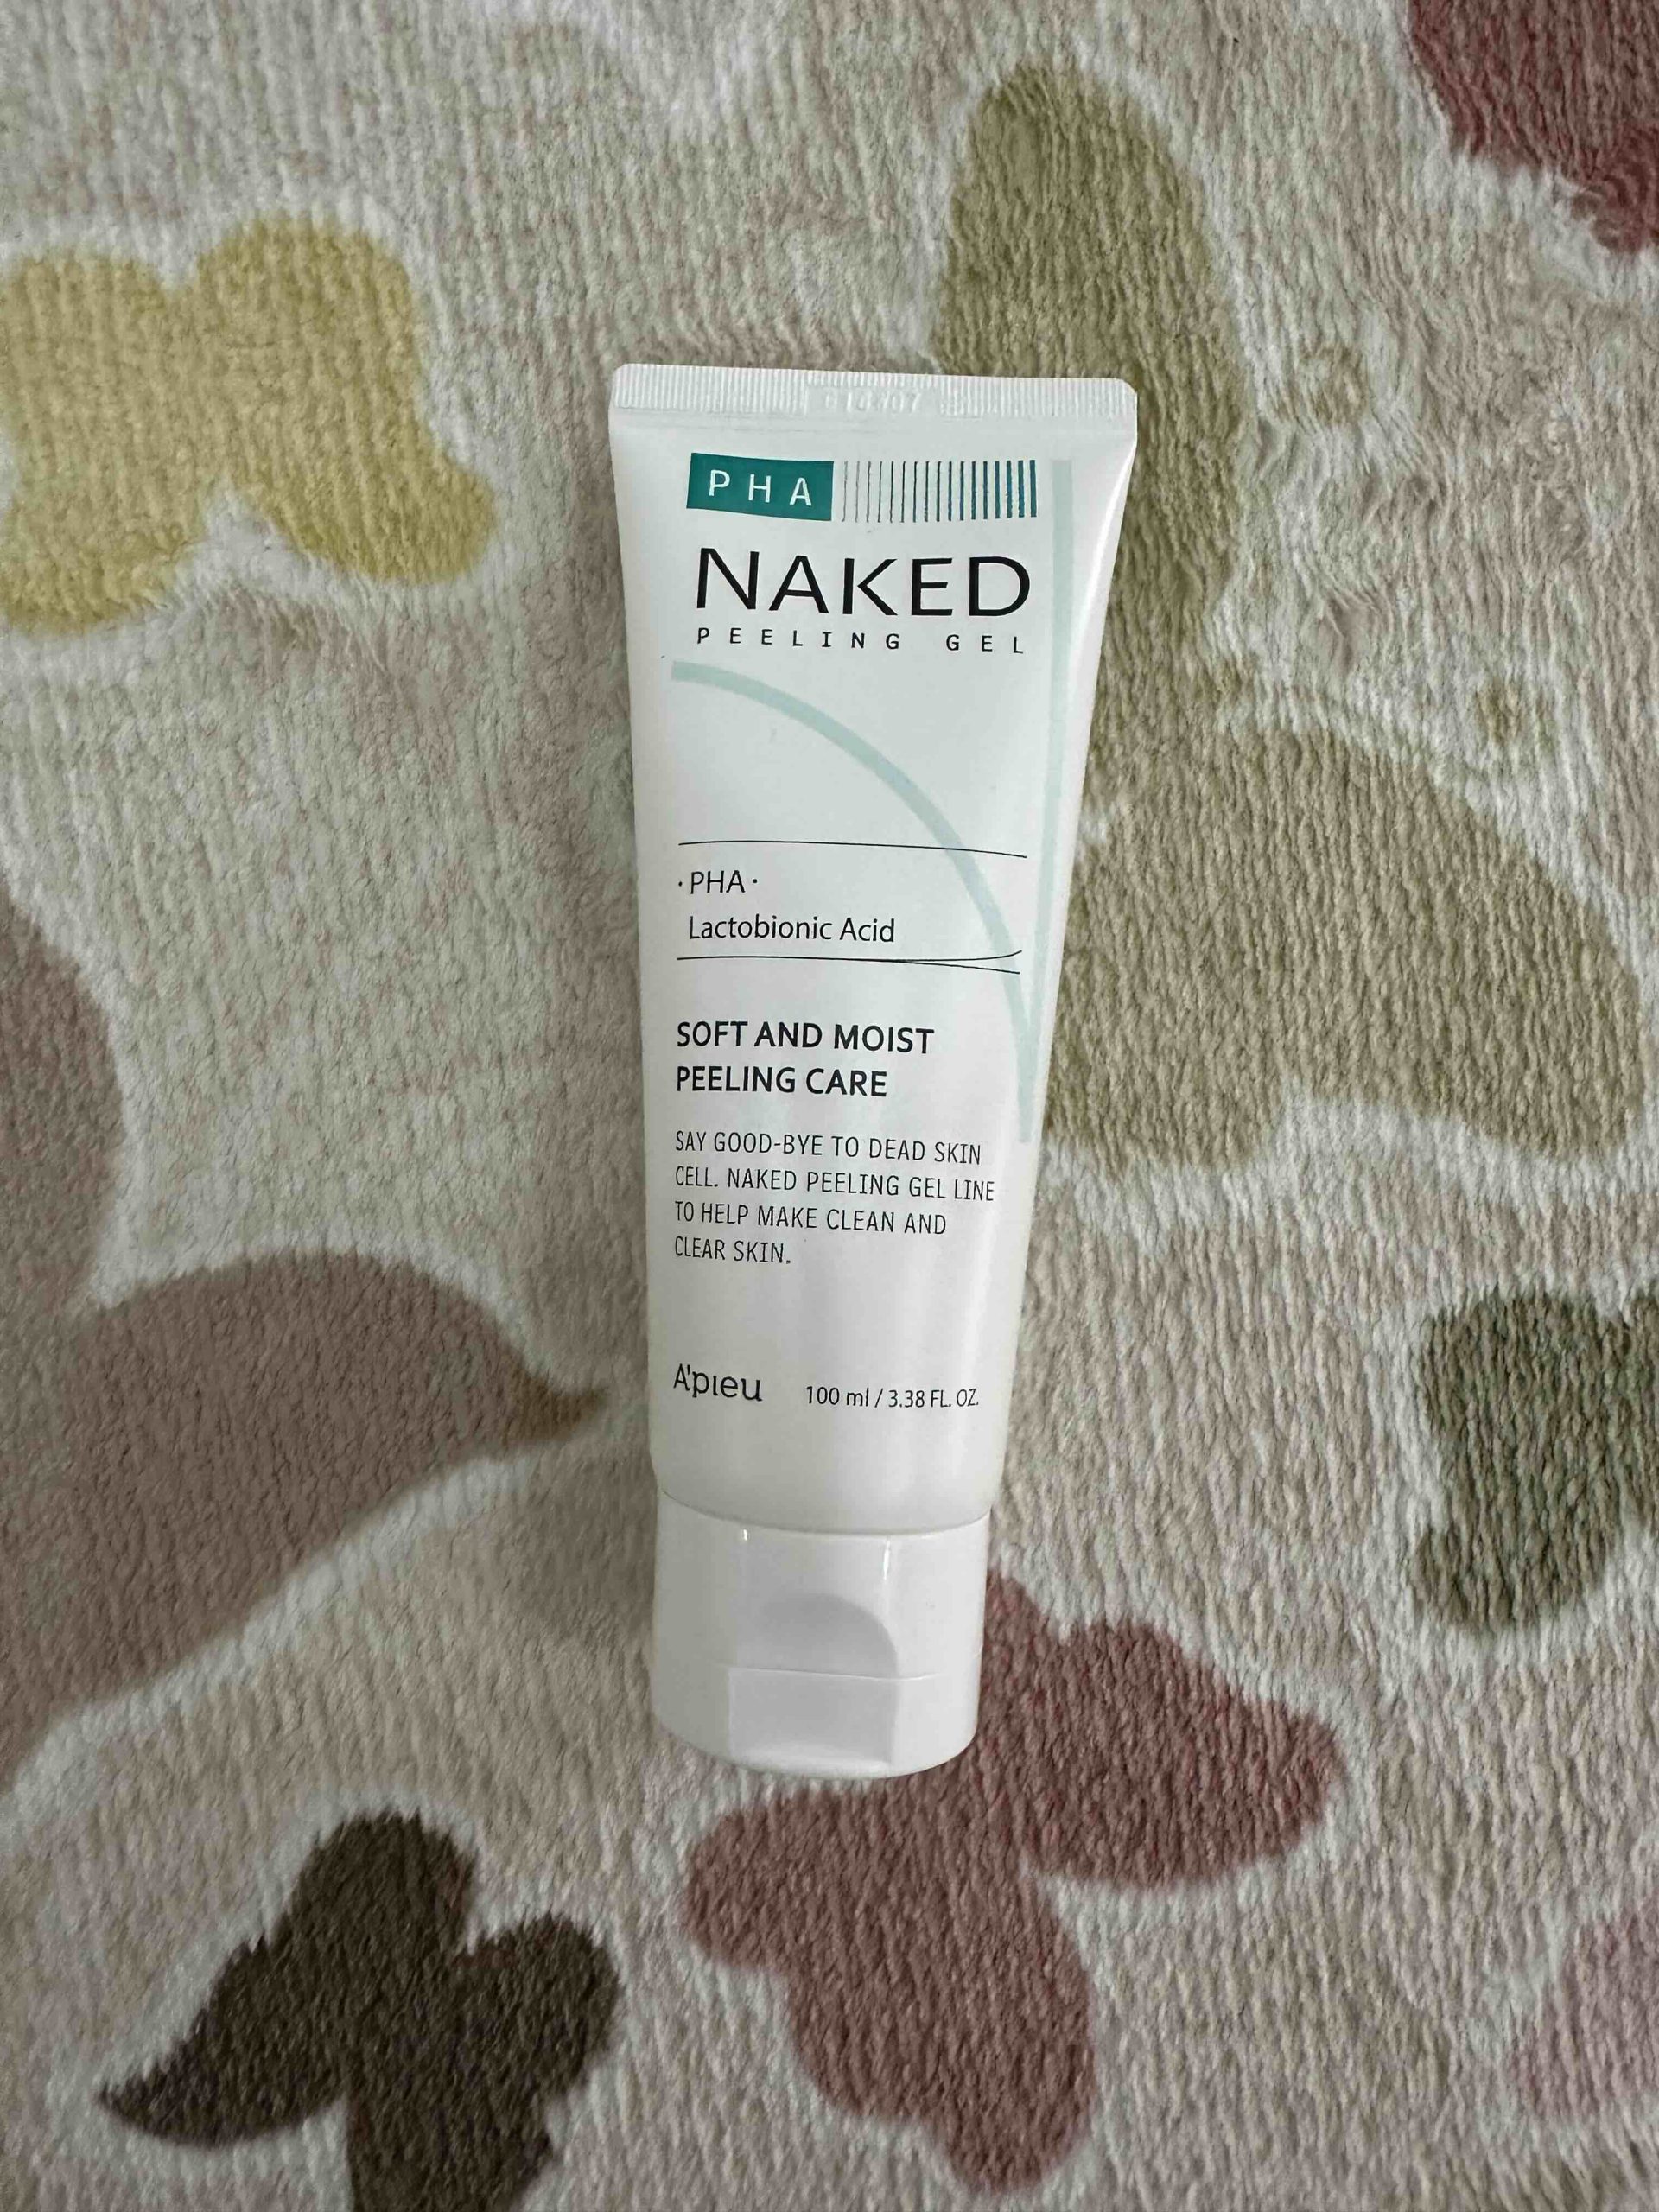 PHA
NAKED
PEELING GEL
· PHA ·
Lactobionic Acid
SOFT AND MOIST
PEELING CARE
SAY GOOD-BYE TO DEAD SKIN
CELL. NAKED PEELING GEL LINE
TO HELP MAKE CLEAN AND
CLEAR SKIN.
A'pieu 100 ml / 3.38 FL. OZ.